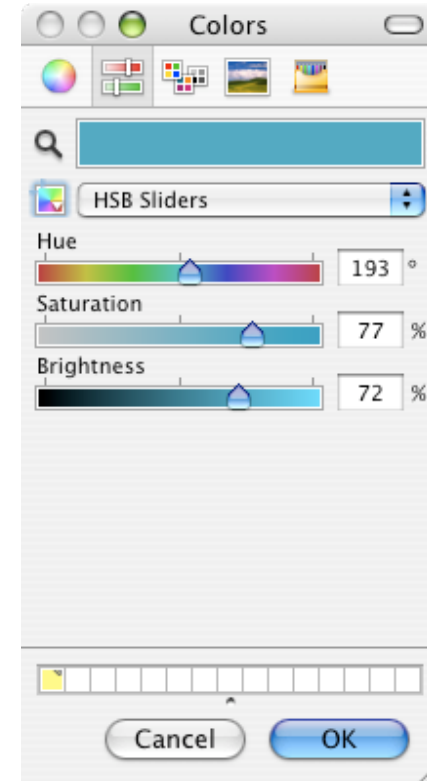 Colors
HSB Sliders
Hue
193 °
Saturation
77 %
Brightness
72 %
Cancel OK